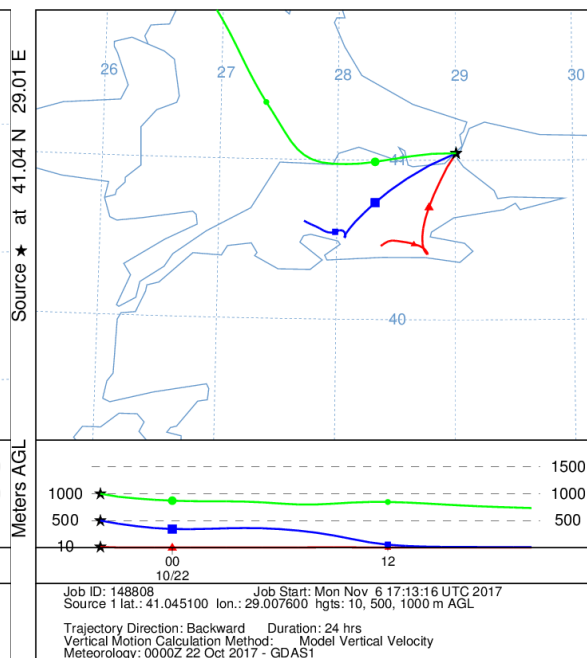 Source ★ at 41.04 N 29.01 E
26 27 28 29 30
41
40
Meters AGL
1500
1000 1000
500 500
10
00 12
10/22
Job ID: 148808 Job Start: Mon Nov 6 17:13:16 UTC 2017
Source 1 lat.: 41.045100 lon.: 29.007600 hgts: 10, 500, 1000 m AGL
Trajectory Direction: Backward Duration: 24 hrs
Vertical Motion Calculation Method: Model Vertical Velocity
Meteorology: 0000Z 22 Oct 2017 - GDAS1